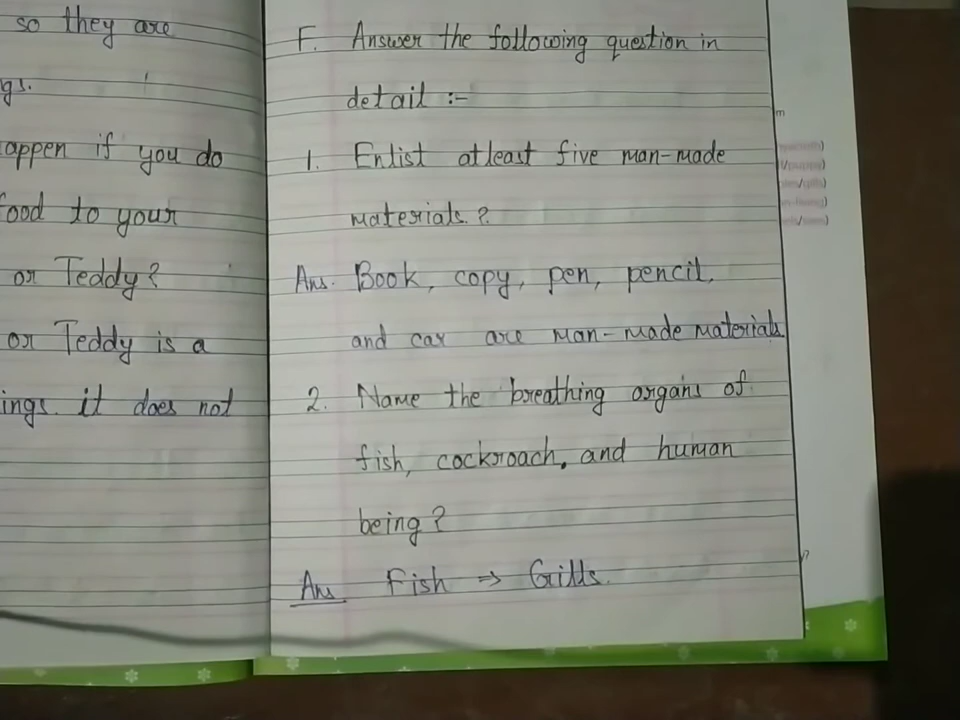 so they are
gs.
appen if you do
food to your
or Teddy?
or Teddy is a
ings. it does not
F. Answer the following question in
detail :-
1. Enlist atleast five man-made
materials.?
Ans. Book, copy, pen, pencil,
and car are man-made materials.
2. Name the breathing organs of
fish, cockroach, and human
being?
Ans Fish ⇒ Gills.